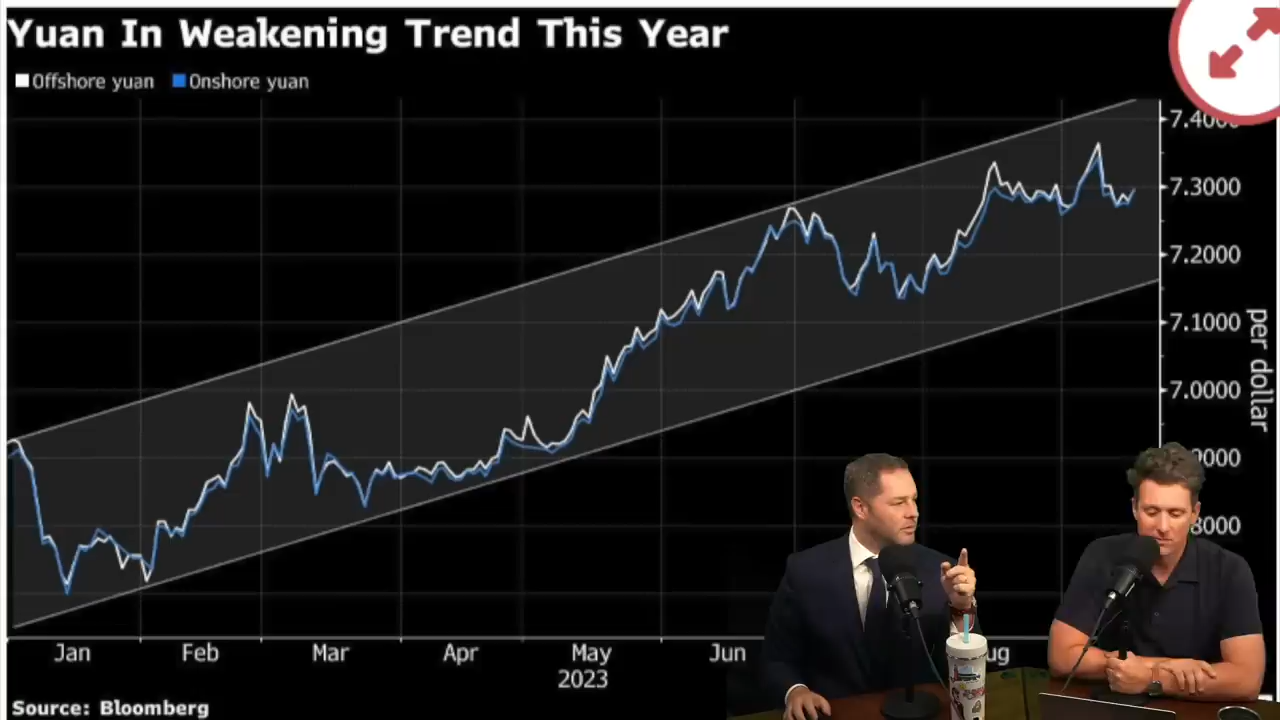 Yuan In Weakening Trend This Year
Offshore yuan Onshore yuan
7.4000
7.3000
7.2000
7.1000
7.0000
per dollar
Jan Feb Mar Apr May Jun
2023
Source: Bloomberg